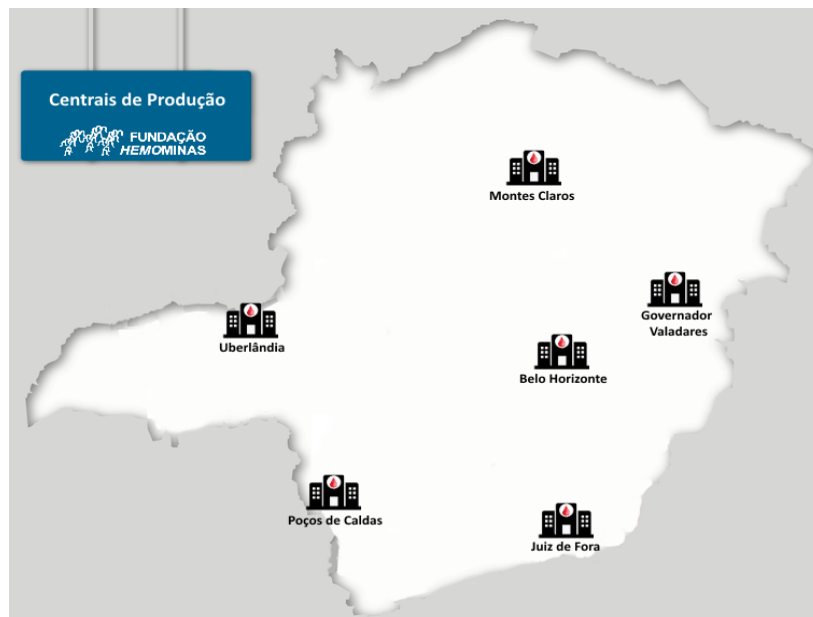 Centrais de Produção
FUNDAÇÃO
HEMOMINAS
Montes Claros
Governador
Valadares
Uberlândia
Belo Horizonte
Poços de Caldas
Juiz de Fora